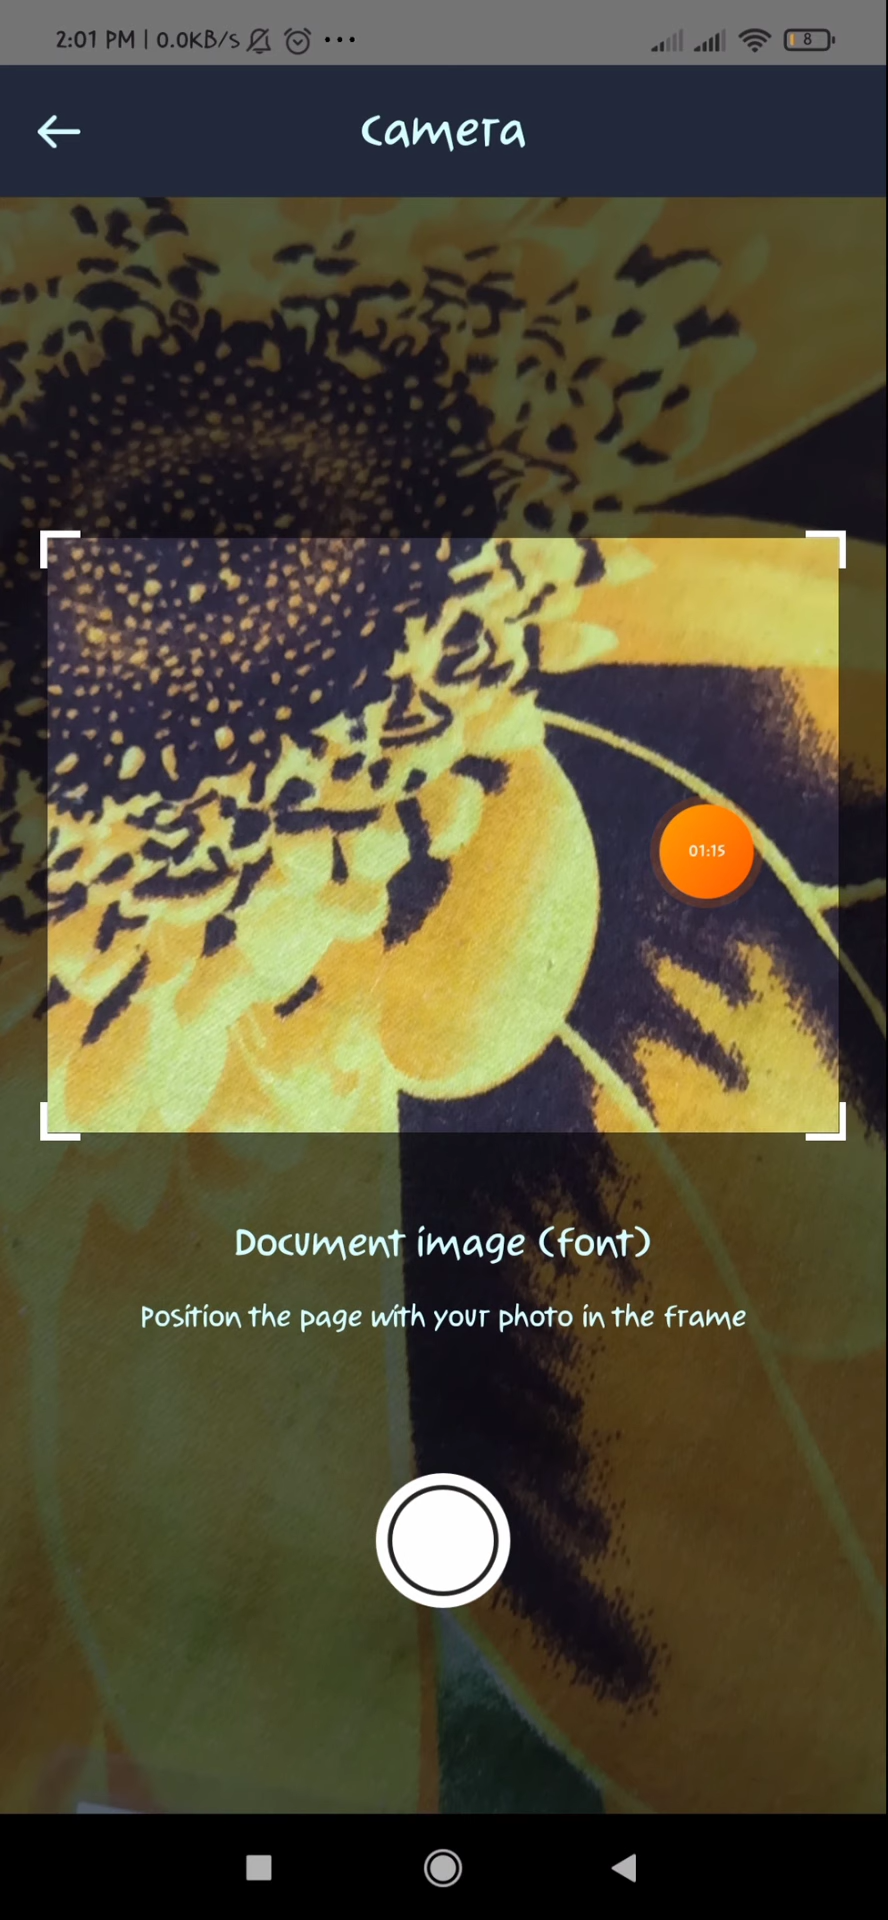 2:01 PM | 0.0KB/s ... 8
Camera
01:15
Document image (font)
Position the page with your photo in the frame